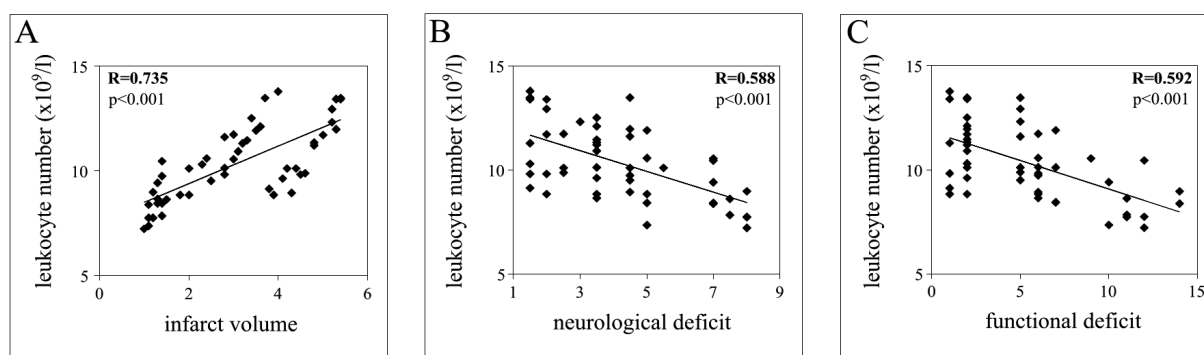 A
leukocyte number (x10⁹/l)
15
10
5
R=0.735
p<0.001
0
2
4
6
infarct volume
B
leukocyte number (x10⁹/l)
15
10
5
R=0.588
p<0.001
1
3
5
7
9
neurological deficit
C
leukocyte number (x10⁹/l)
15
10
5
R=0.592
p<0.001
0
5
10
15
functional deficit